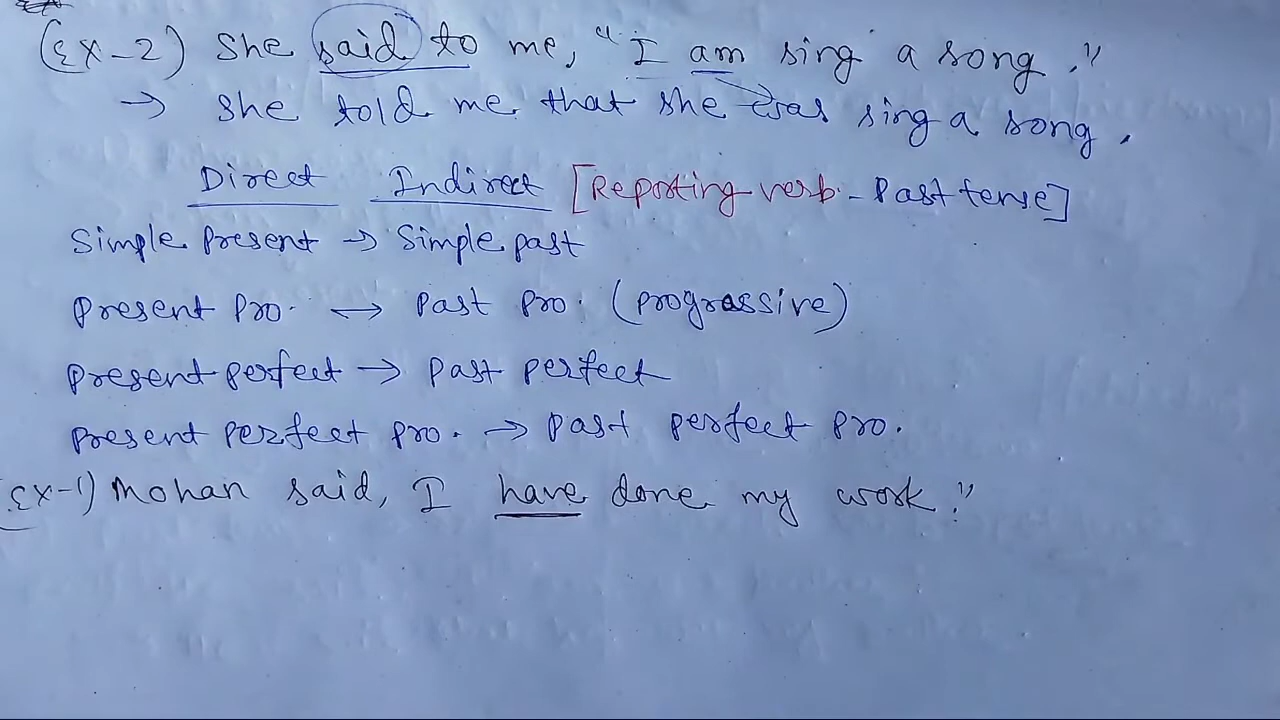 (Ex-2) She said to me, "I am sing a song."
→ She told me that she was sing a song.
Direct Indirect [Reporting verb - Past tense]
Simple Present → Simple past
Present Pro. ↔ Past pro. (progressive)
Present perfect → Past perfect
Present perfect pro. → Past perfect pro.
(Ex-1) Mohan said, I have done my work."